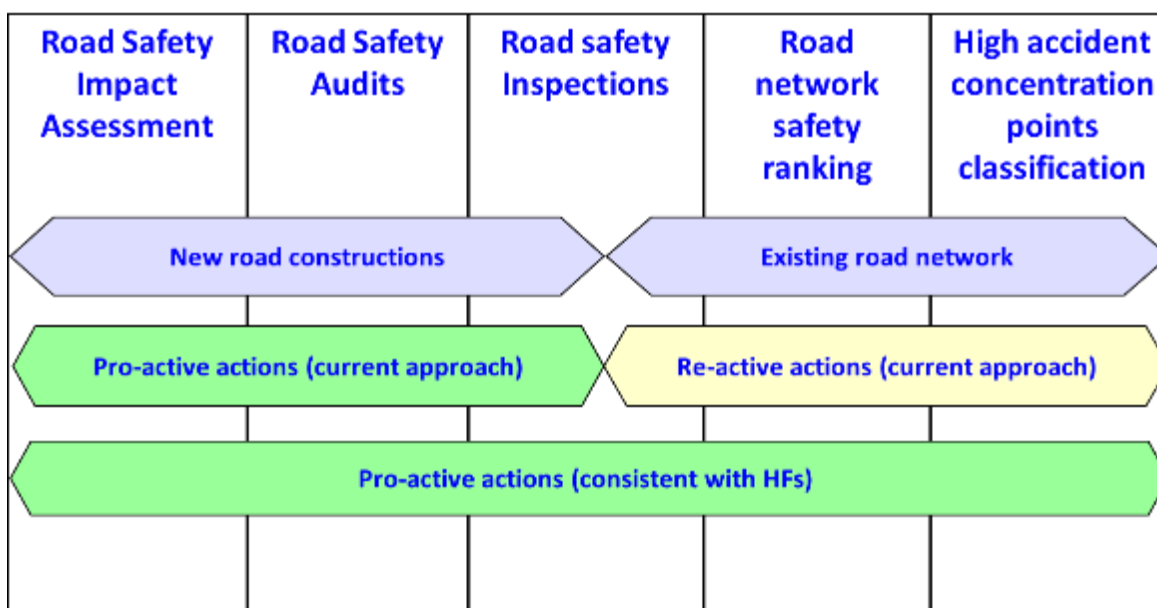 Road Safety
Impact
Assessment
Road Safety
Audits
Road safety
Inspections
Road
network
safety
ranking
High accident
concentration
points
classification
New road constructions
Existing road network
Pro-active actions (current approach)
Re-active actions (current approach)
Pro-active actions (consistent with HFs)